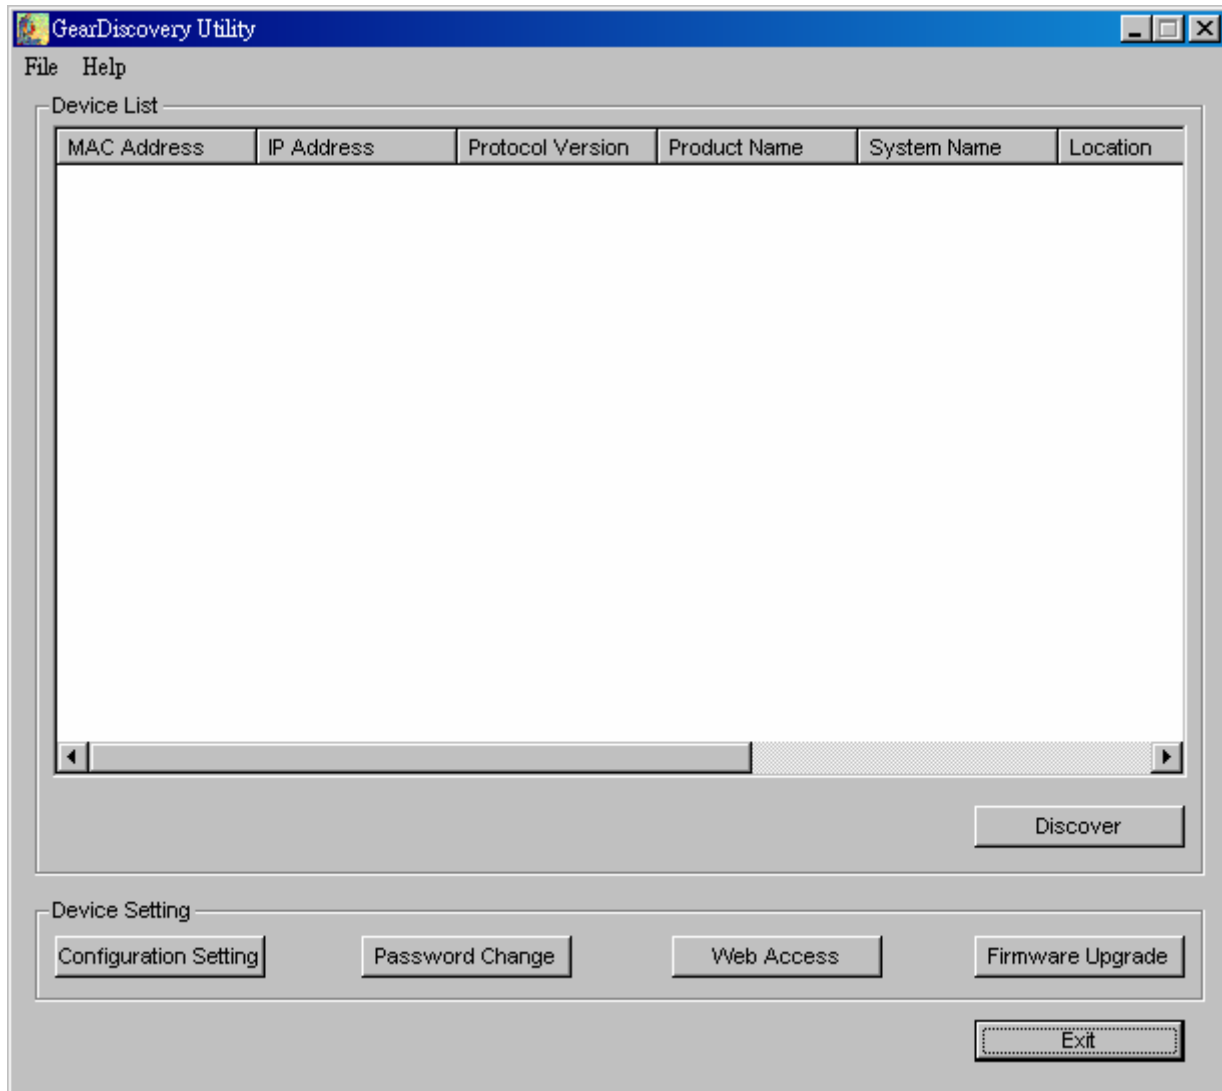 GearDiscovery Utility
File Help
Device List
MAC Address IP Address Protocol Version Product Name System Name Location
Discover
Device Setting
Configuration Setting Password Change Web Access Firmware Upgrade
Exit